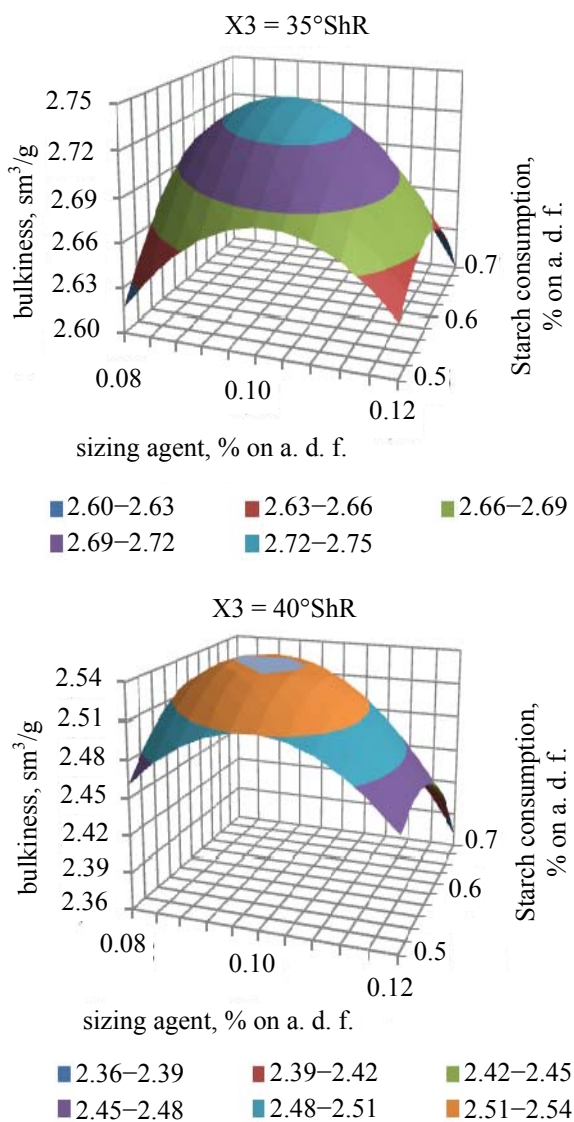 X3 = 35°ShR
2.75
2.72
2.69
2.66
2.63
2.60
bulkiness, sm³/g
0.08
0.10
0.12
sizing agent, % on a. d. f.
0.5
0.6
0.7
Starch consumption,
% on a. d. f.
2.60–2.63 2.63–2.66 2.66–2.69
2.69–2.72 2.72–2.75
X3 = 40°ShR
2.54
2.51
2.48
2.45
2.42
2.39
2.36
bulkiness, sm³/g
0.08
0.10
0.12
sizing agent, % on a. d. f.
0.5
0.6
0.7
Starch consumption,
% on a. d. f.
2.36–2.39 2.39–2.42 2.42–2.45
2.45–2.48 2.48–2.51 2.51–2.54